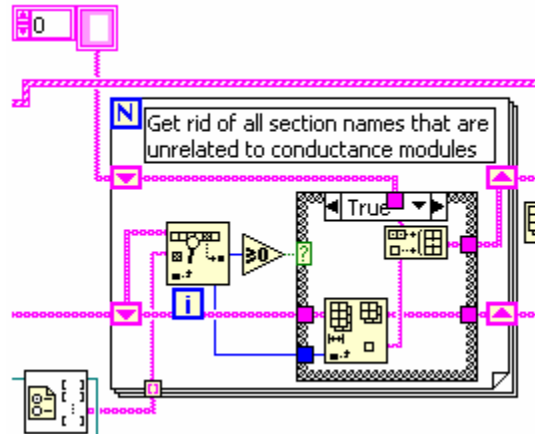 0
N
Get rid of all section names that are
unrelated to conductance modules
True
≥0
?
i